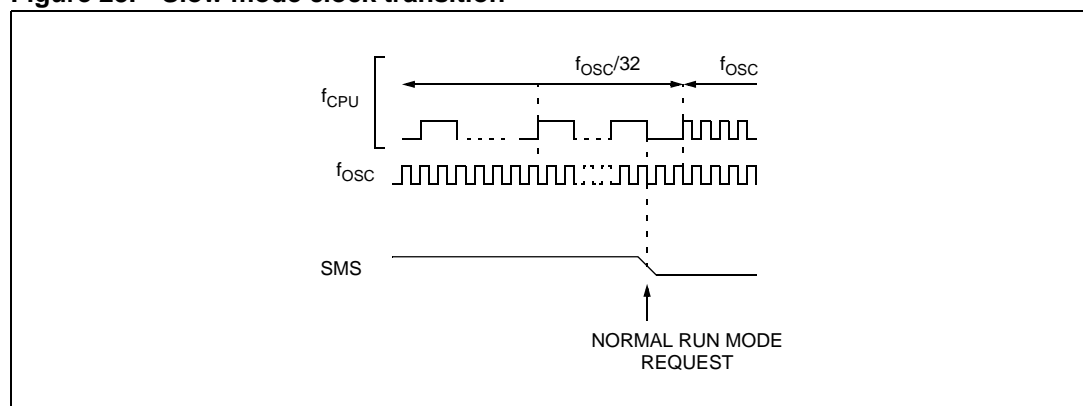 Figure 23. Slow mode clock transition
fOSC/32
fOSC
fCPU
fOSC
SMS
NORMAL RUN MODE
REQUEST